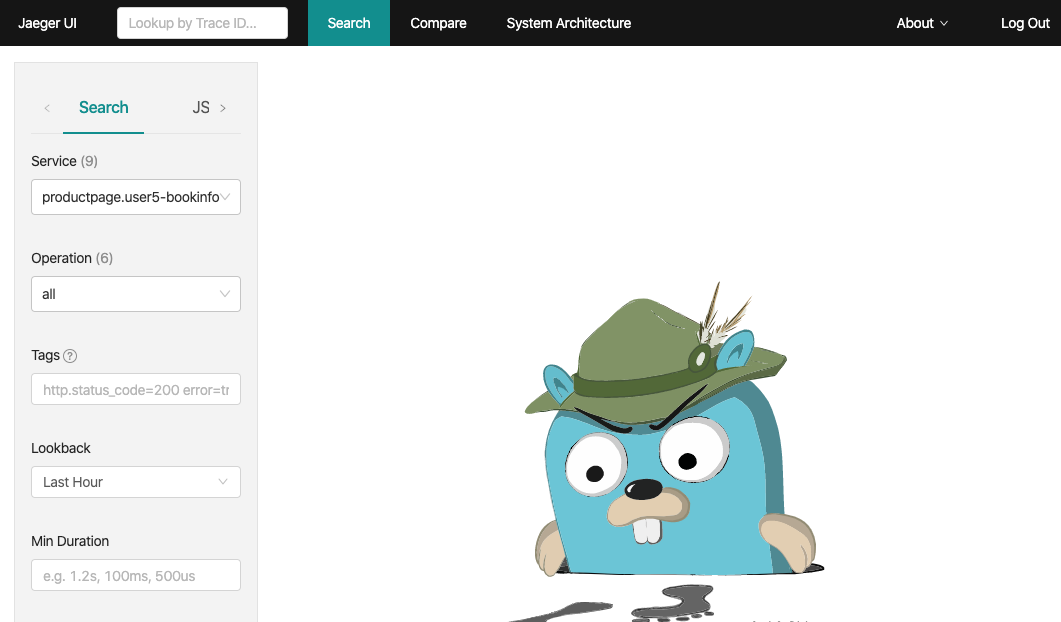 Jaeger UI
Lookup by Trace ID...
Search
Compare
System Architecture
About
Log Out
Search
JS
Service (9)
productpage.user5-bookinfo
Operation (6)
all
Tags ?
http.status_code=200 error=tr
Lookback
Last Hour
Min Duration
e.g. 1.2s, 100ms, 500us